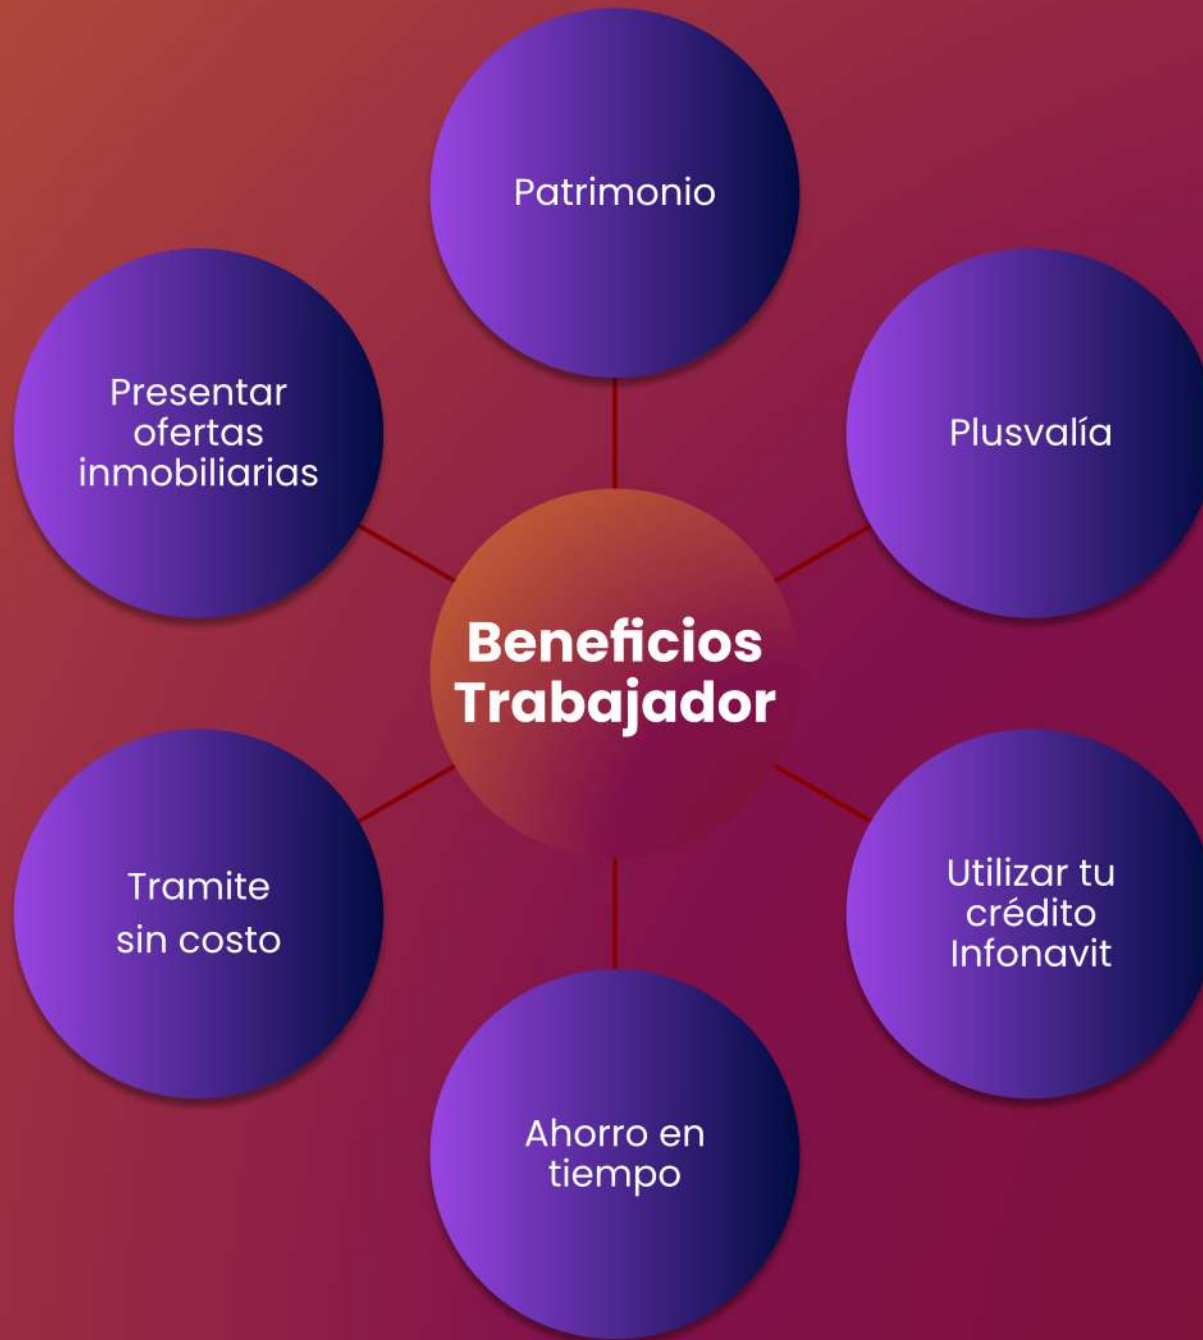 Patrimonio
Plusvalía
Utilizar tu
crédito
Infonavit
Ahorro en
tiempo
Tramite
sin costo
Presentar
ofertas
inmobiliarias
Beneficios
Trabajador